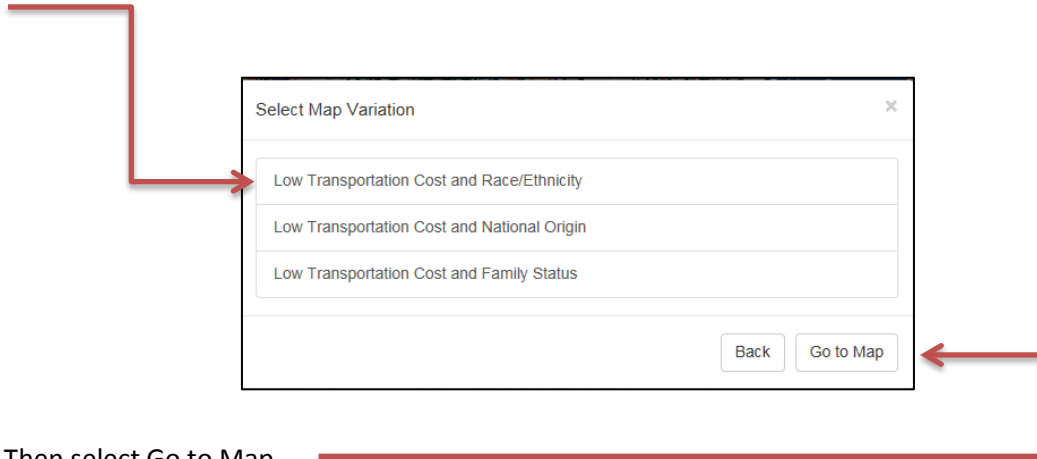 Select Map Variation ×
Low Transportation Cost and Race/Ethnicity
Low Transportation Cost and National Origin
Low Transportation Cost and Family Status
Back Go to Map
Then select Go to Map